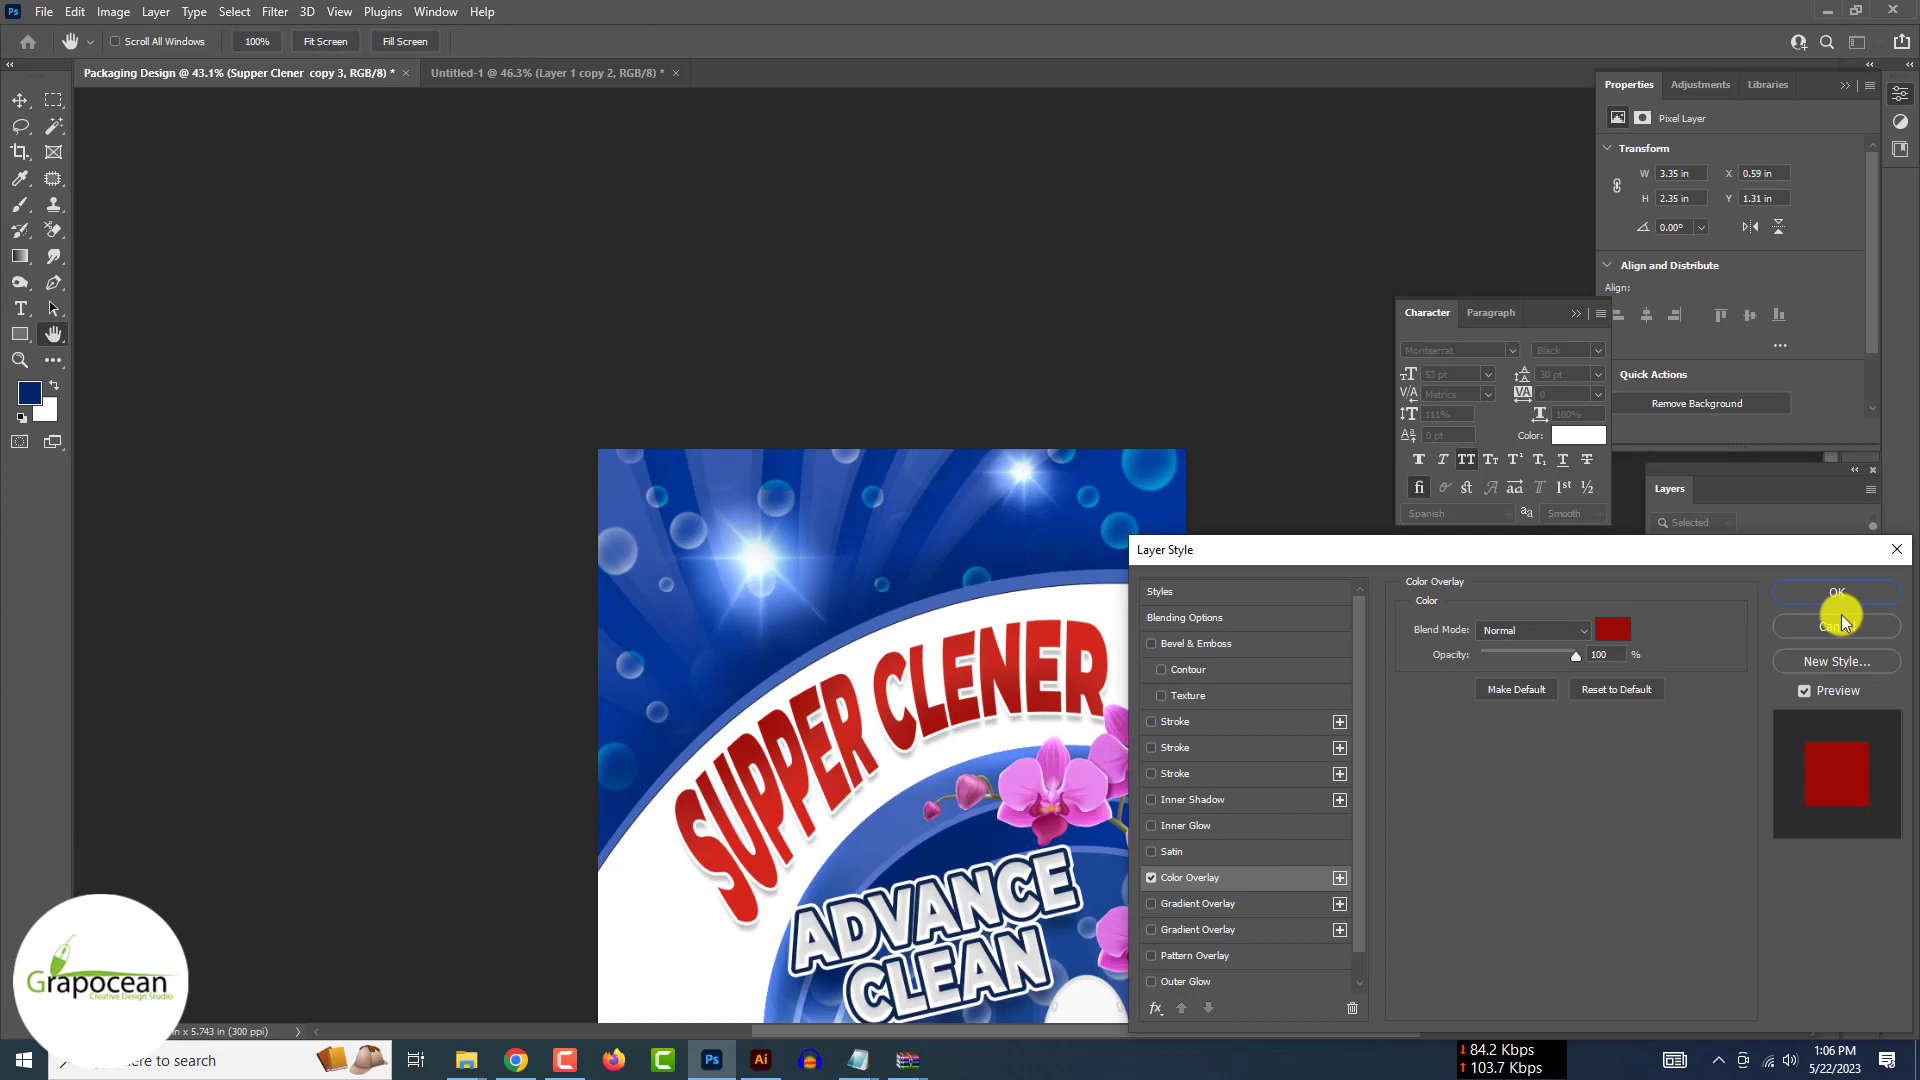 Ps File Edit Image Layer Type Select Filter 3D View Plugins Window Help
Scroll All Windows 100% Fit Screen Fill Screen
Packaging Design @ 43.1% (Supper Clener copy 3, RGB/8) * × Untitled-1 @ 46.3% (Layer 1 copy 2, RGB/8) * ×
Properties Adjustments Libraries
Pixel Layer
Transform
W 3.35 in X 0.59 in
H 2.35 in Y 1.31 in
0.00°
Align and Distribute
Align:
Quick Actions
Remove Background
Character Paragraph
Montserrat Black
53 pt 30 pt
Metrics 0
111% 100%
0 pt Color:
Spanish Smooth
Layers
Selected
SUPPER CLENER
ADVANCE
CLEAN
Layer Style
Styles
Blending Options
Bevel & Emboss
Contour
Texture
Stroke
Stroke
Stroke
Inner Shadow
Inner Glow
Satin
Color Overlay
Gradient Overlay
Gradient Overlay
Pattern Overlay
Outer Glow
fx
Color Overlay
Color
Blend Mode: Normal
Opacity: 100 %
Make Default Reset to Default
OK
New Style...
Preview
Grapocean
Creative Design Studio
in x 5.743 in (300 ppi)
here to search
Ps Ai
84.2 Kbps
103.7 Kbps
1:06 PM
5/22/2023